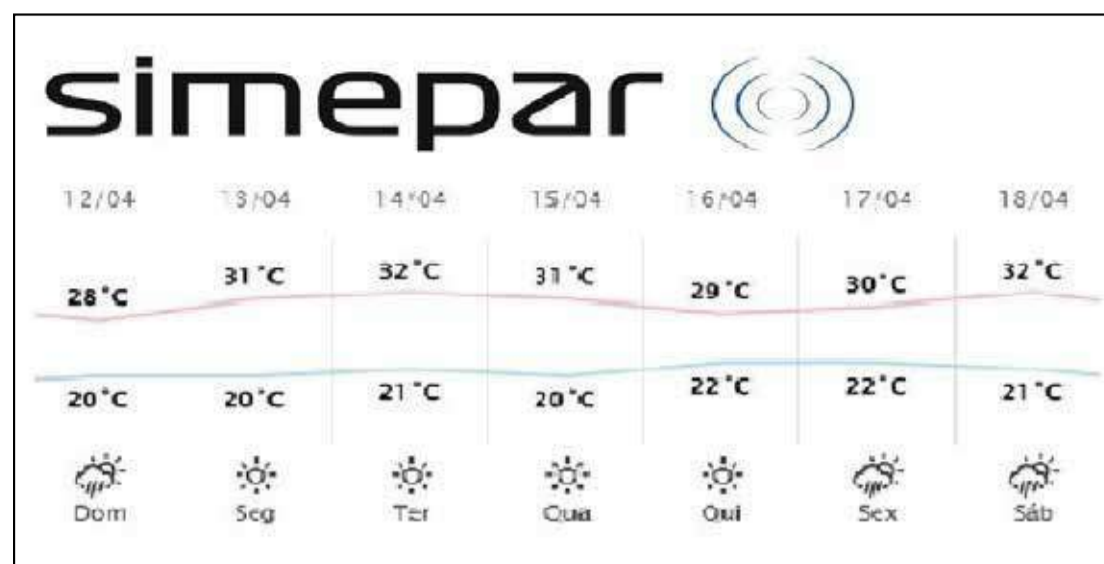 simepar
12/04 13/04 14/04 15/04 16/04 17/04 18/04
28°C 31°C 32°C 31°C 29°C 30°C 32°C
20°C 20°C 21°C 20°C 22°C 22°C 21°C
Dom Seg Ter Qua Qui Sex Sáb